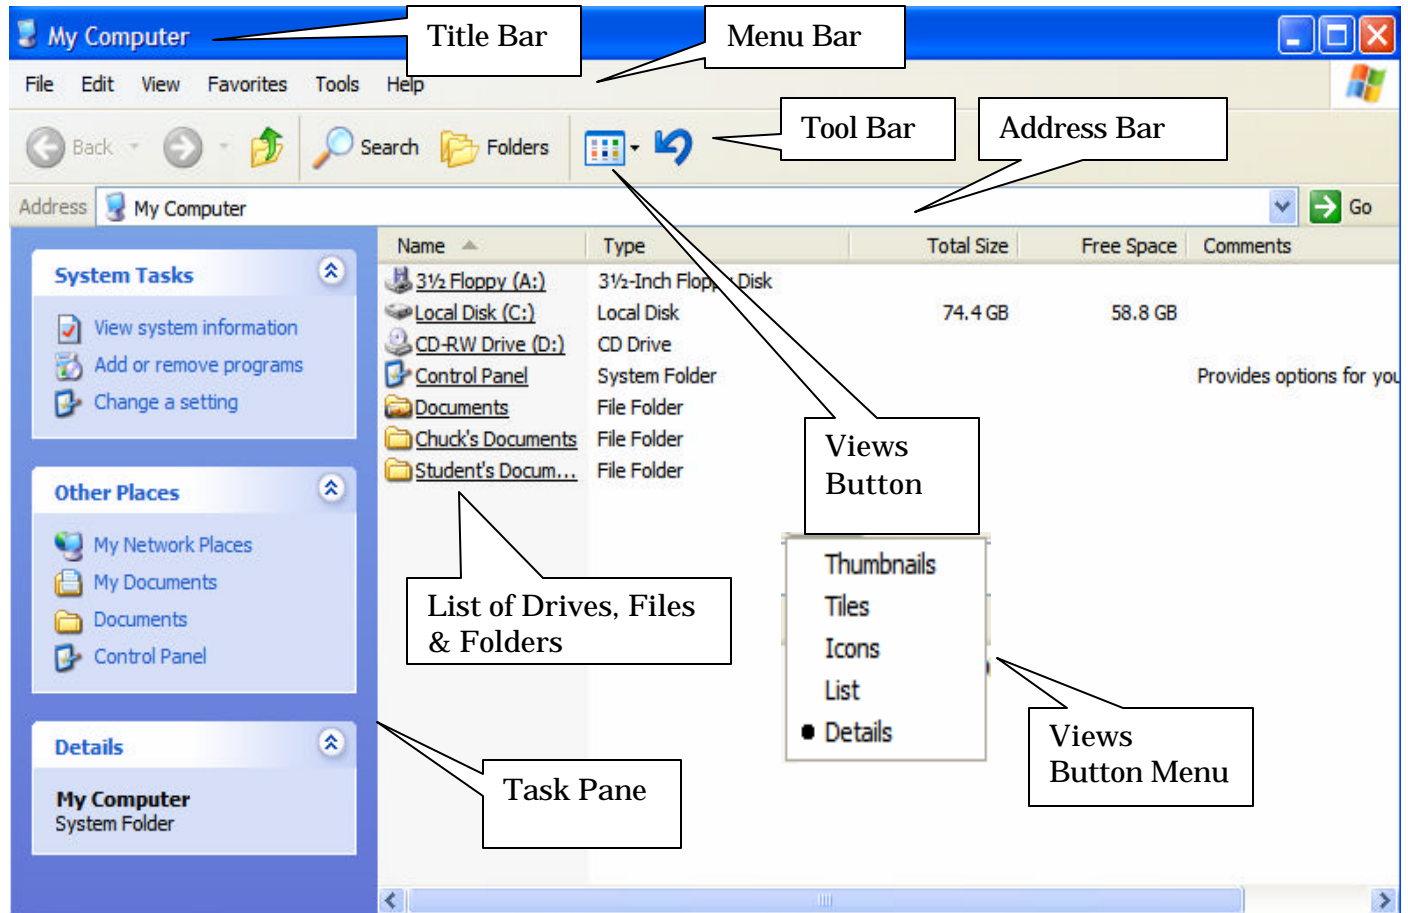 My Computer
Title Bar
Menu Bar
File Edit View Favorites Tools Help
Back Search Folders
Tool Bar
Address Bar
Address My Computer Go
System Tasks
View system information
Add or remove programs
Change a setting
Other Places
My Network Places
My Documents
Documents
Control Panel
Details
My Computer
System Folder
Name Type Total Size Free Space Comments
3½ Floppy (A:) 3½-Inch Floppy Disk
Local Disk (C:) Local Disk 74.4 GB 58.8 GB
CD-RW Drive (D:) CD Drive
Control Panel System Folder Provides options for you
Documents File Folder
Chuck's Documents File Folder
Student's Docum... File Folder
Views
Button
List of Drives, Files
& Folders
Thumbnails
Tiles
Icons
List
Details
Views
Button Menu
Task Pane